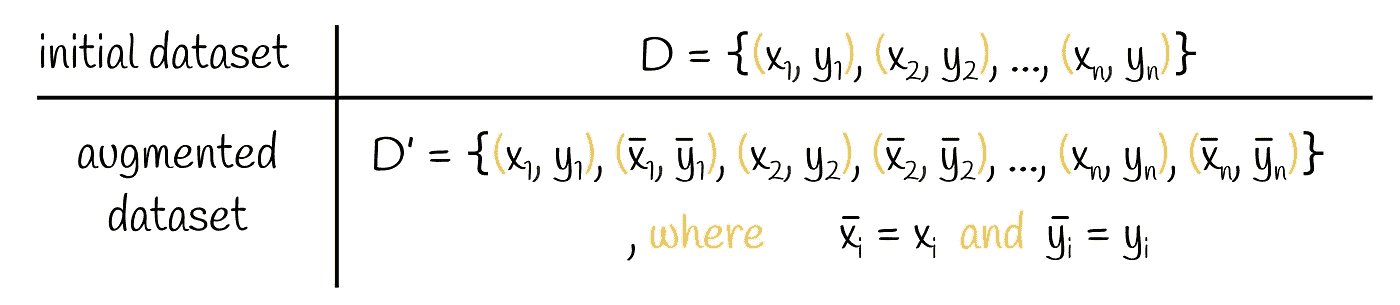 initial dataset
D = {(x₁, y₁), (x₂, y₂), ..., (xₙ, yₙ)}
augmented
dataset
D' = {(x₁, y₁), (x̄₁, ȳ₁), (x₂, y₂), (x̄₂, ȳ₂), ..., (xₙ, yₙ), (x̄ₙ, ȳₙ)}
, where x̄ᵢ = xᵢ and ȳᵢ = yᵢ